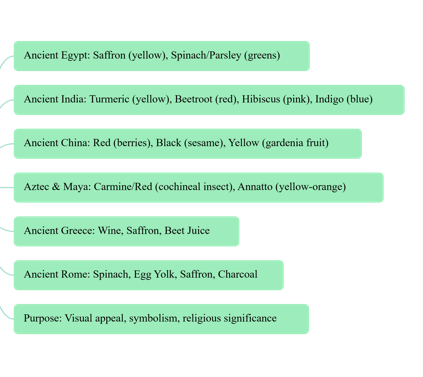 Ancient Egypt: Saffron (yellow), Spinach/Parsley (greens)
Ancient India: Turmeric (yellow), Beetroot (red), Hibiscus (pink), Indigo (blue)
Ancient China: Red (berries), Black (sesame), Yellow (gardenia fruit)
Aztec & Maya: Carmine/Red (cochineal insect), Annatto (yellow-orange)
Ancient Greece: Wine, Saffron, Beet Juice
Ancient Rome: Spinach, Egg Yolk, Saffron, Charcoal
Purpose: Visual appeal, symbolism, religious significance